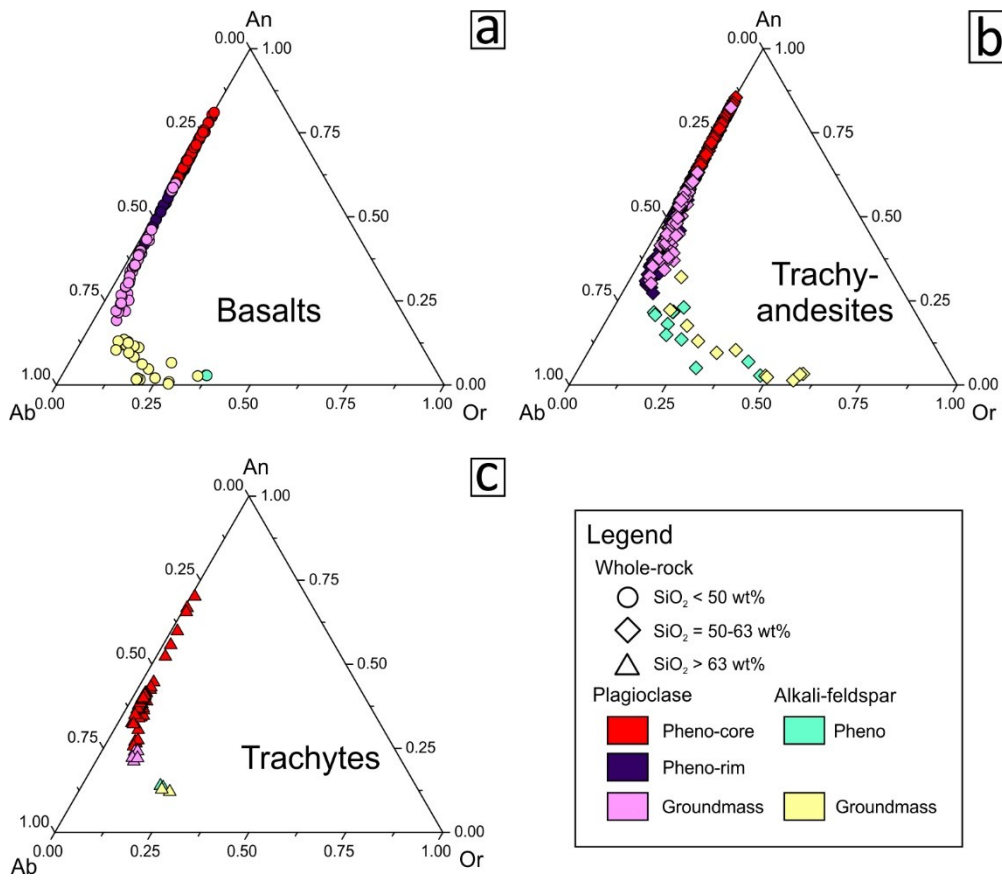 a
An
0.00
1.00
0.25
0.75
0.50
0.50
0.75
0.25
Basalts
1.00
0.00
0.00
0.25
0.50
0.75
1.00
Ab
Or
b
An
0.00
1.00
0.25
0.75
0.50
0.50
Trachy-
andesites
0.75
0.25
1.00
0.00
0.00
0.25
0.50
0.75
1.00
Ab
Or
c
An
0.00
1.00
0.25
0.75
0.50
0.50
0.75
0.25
Trachytes
1.00
0.00
0.00
0.25
0.50
0.75
1.00
Ab
Or
Legend
Whole-rock
SiO₂ < 50 wt%
SiO₂ = 50-63 wt%
SiO₂ > 63 wt%
Plagioclase Alkali-feldspar
Pheno-core Pheno
Pheno-rim
Groundmass Groundmass